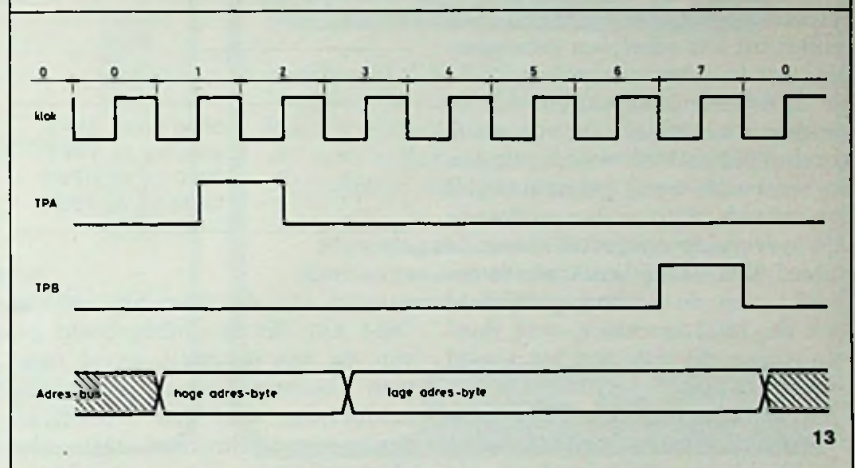 0 0 1 2 3 4 5 6 7 0
klok
TPA
TPB
Adres-bus hoge adres-byte lage adres-byte
13